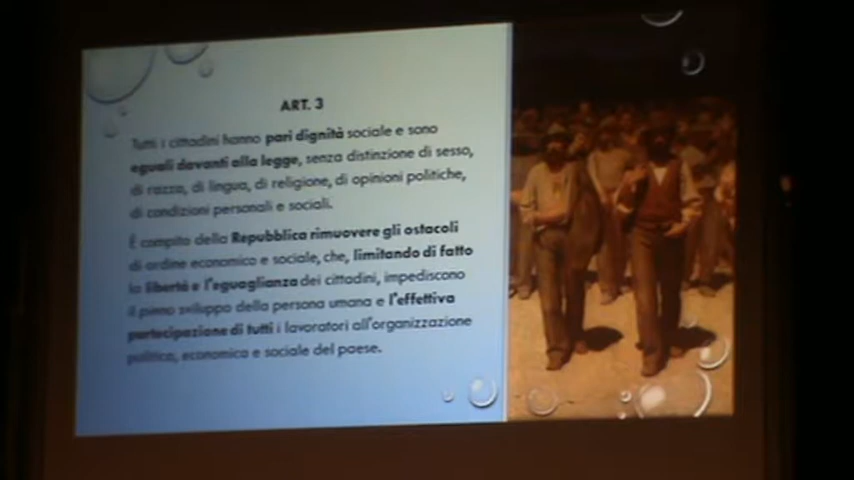 ART. 3
Tutti i cittadini hanno pari dignità sociale e sono
eguali davanti alla legge, senza distinzione di sesso,
di razza, di lingua, di religione, di opinioni politiche,
di condizioni personali e sociali.
È compito della Repubblica rimuovere gli ostacoli
di ordine economico e sociale, che, limitando di fatto
la libertà e l'eguaglianza dei cittadini, impediscono
il pieno sviluppo della persona umana e l'effettiva
partecipazione di tutti i lavoratori all'organizzazione
politica, economica e sociale del paese.